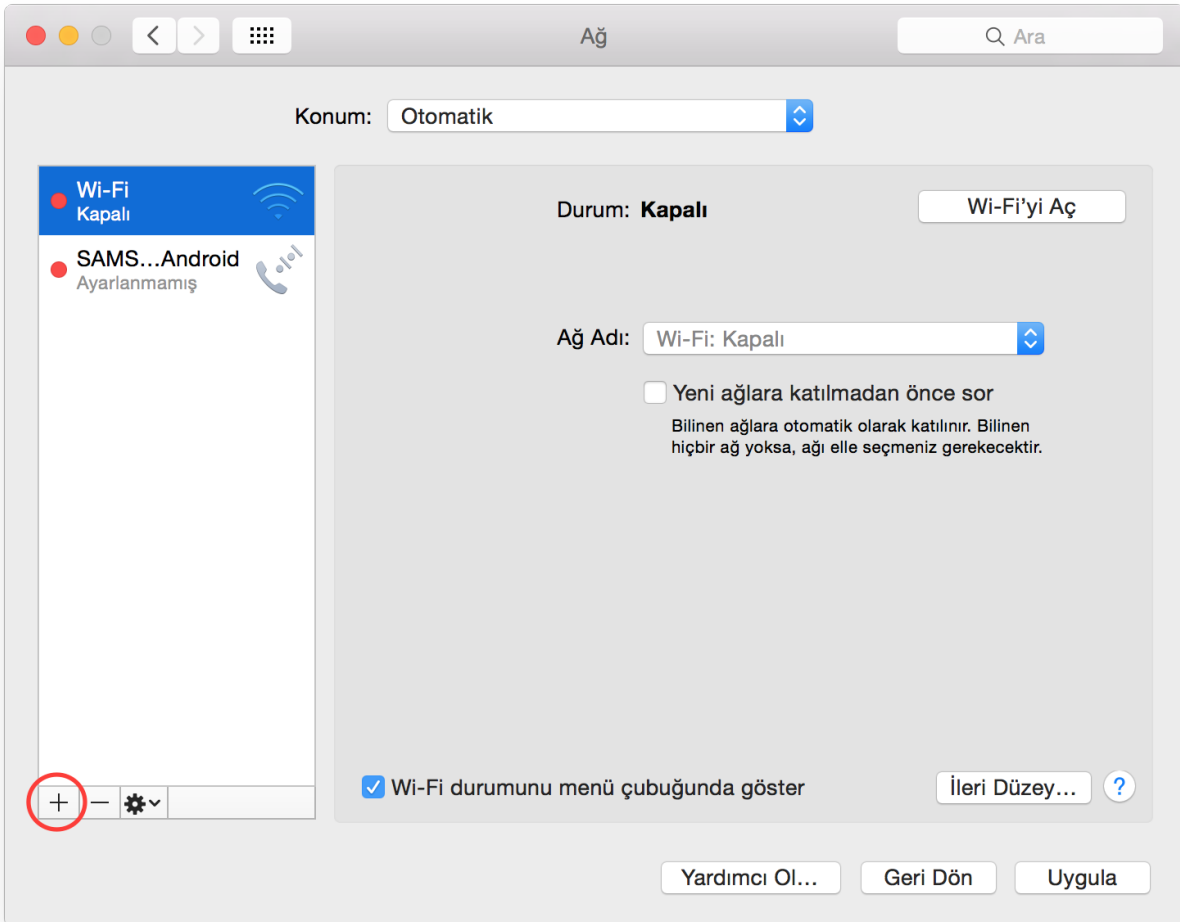 Ağ
Ara
Konum: Otomatik
Wi-Fi
Kapalı
SAMS...Android
Ayarlanmamış
Durum: Kapalı
Wi-Fi’yi Aç
Ağ Adı: Wi-Fi: Kapalı
Yeni ağlara katılmadan önce sor
Bilinen ağlara otomatik olarak katılınır. Bilinen
hiçbir ağ yoksa, ağı elle seçmeniz gerekecektir.
Wi-Fi durumunu menü çubuğunda göster
İleri Düzey...
?
Yardımcı Ol...
Geri Dön
Uygula